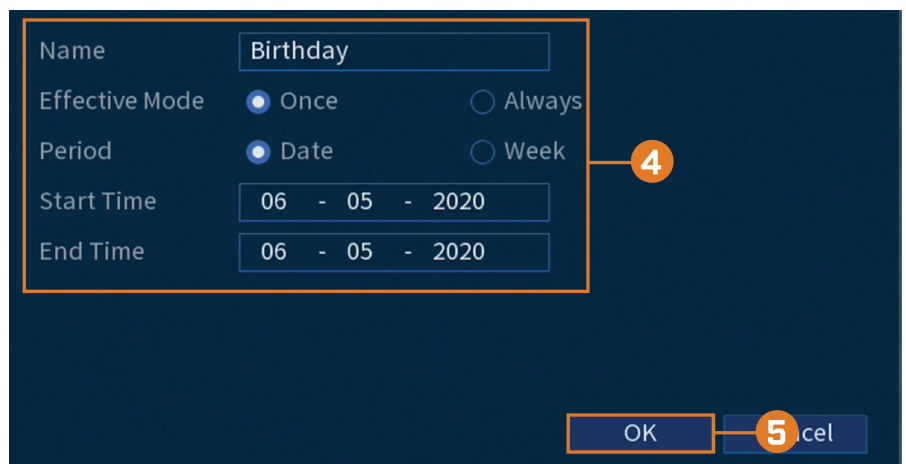 Name Birthday
Effective Mode Once Always
Period Date Week
4
Start Time 06 - 05 - 2020
End Time 06 - 05 - 2020
OK 5 cel